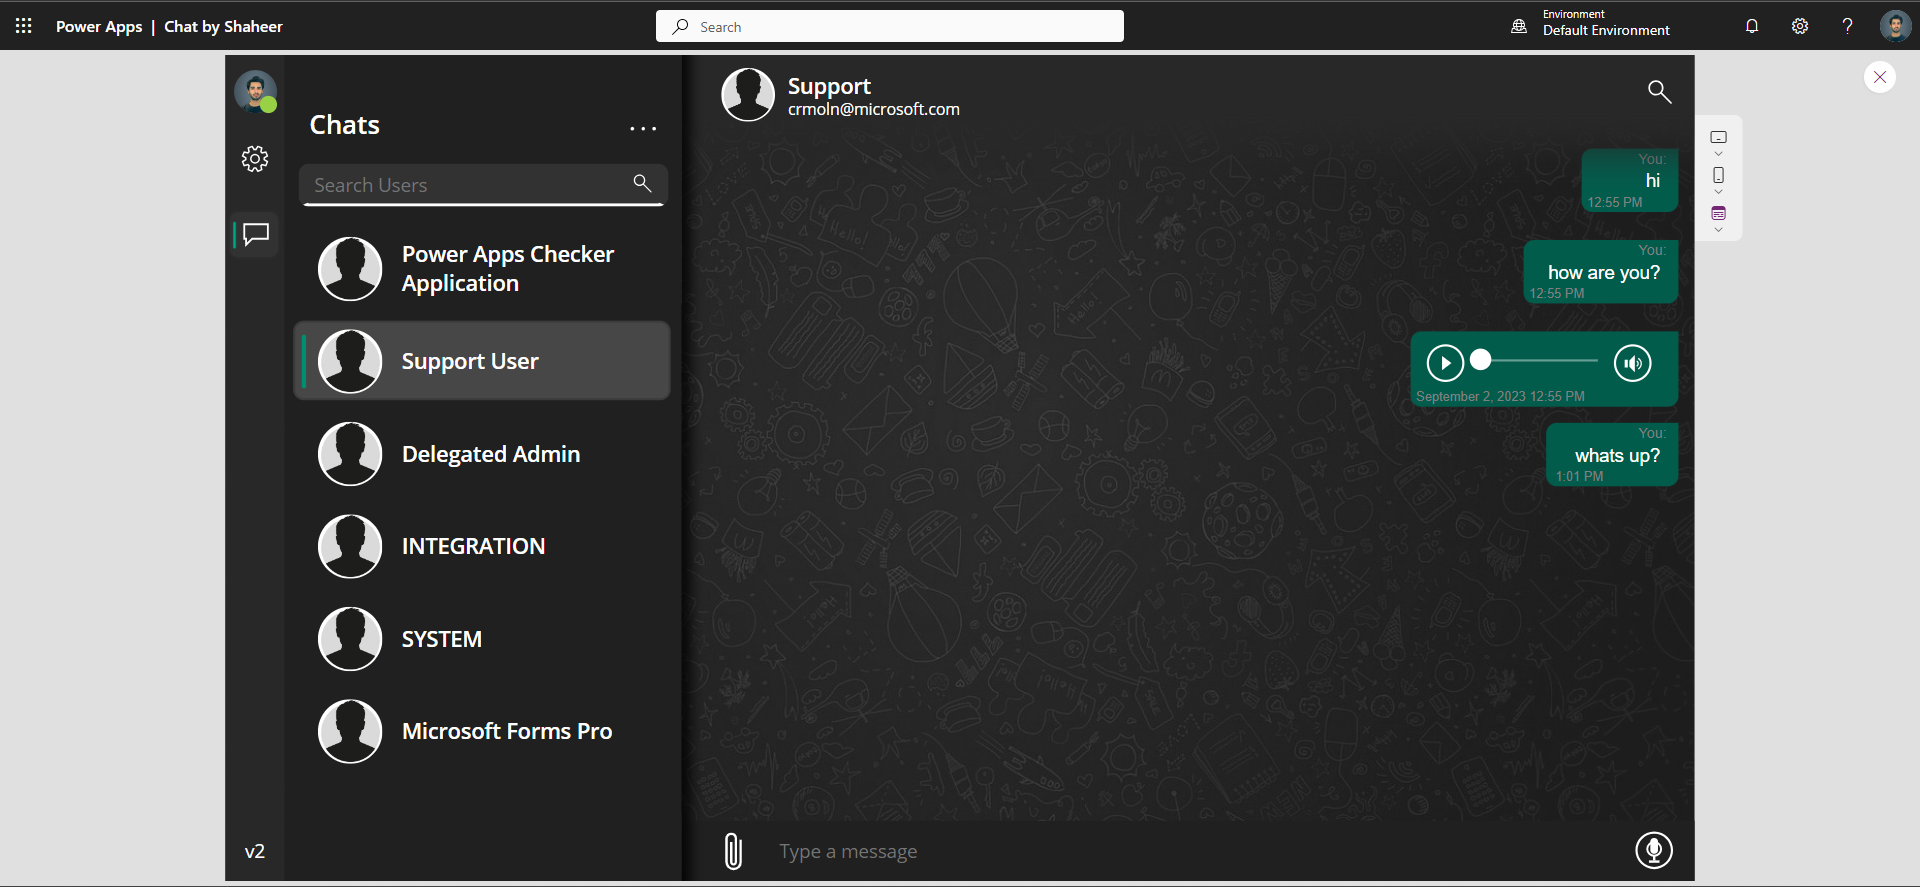 Power Apps | Chat by Shaheer
Search
Environment
Default Environment
Chats
Search Users
Power Apps Checker
Application
Support User
Delegated Admin
INTEGRATION
SYSTEM
Microsoft Forms Pro
v2
Support
crmoln@microsoft.com
You:
hi
12:55 PM
You:
how are you?
12:55 PM
September 2, 2023 12:55 PM
You:
whats up?
1:01 PM
Type a message